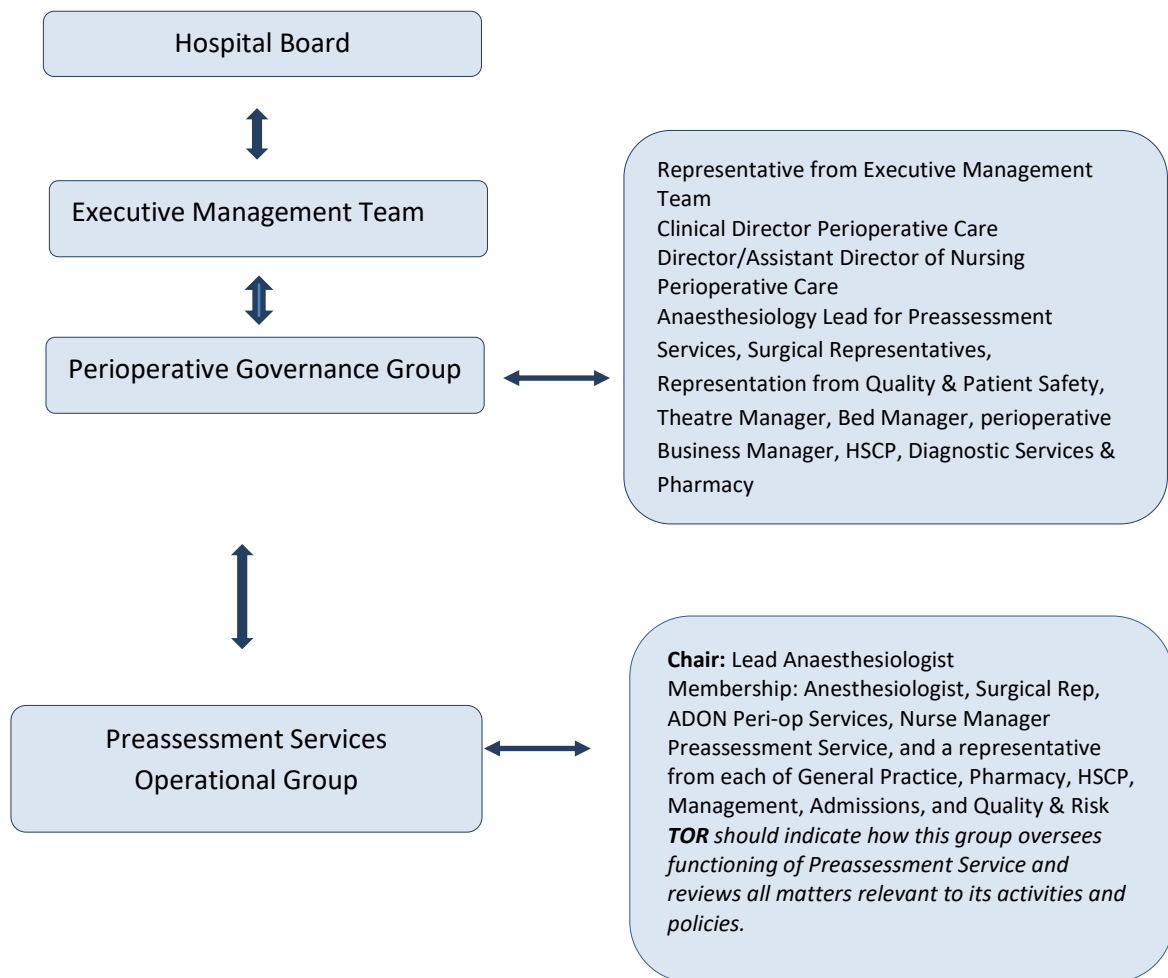 Hospital Board
Executive Management Team
Perioperative Governance Group
Representative from Executive Management
Team
Clinical Director Perioperative Care
Director/Assistant Director of Nursing
Perioperative Care
Anaesthesiology Lead for Preassessment
Services, Surgical Representatives,
Representation from Quality & Patient Safety,
Theatre Manager, Bed Manager, perioperative
Business Manager, HSCP, Diagnostic Services &
Pharmacy
Preassessment Services
Operational Group
Chair: Lead Anaesthesiologist
Membership: Anesthesiologist, Surgical Rep,
ADON Peri-op Services, Nurse Manager
Preassessment Service, and a representative
from each of General Practice, Pharmacy, HSCP,
Management, Admissions, and Quality & Risk
TOR should indicate how this group oversees
functioning of Preassessment Service and
reviews all matters relevant to its activities and
policies.